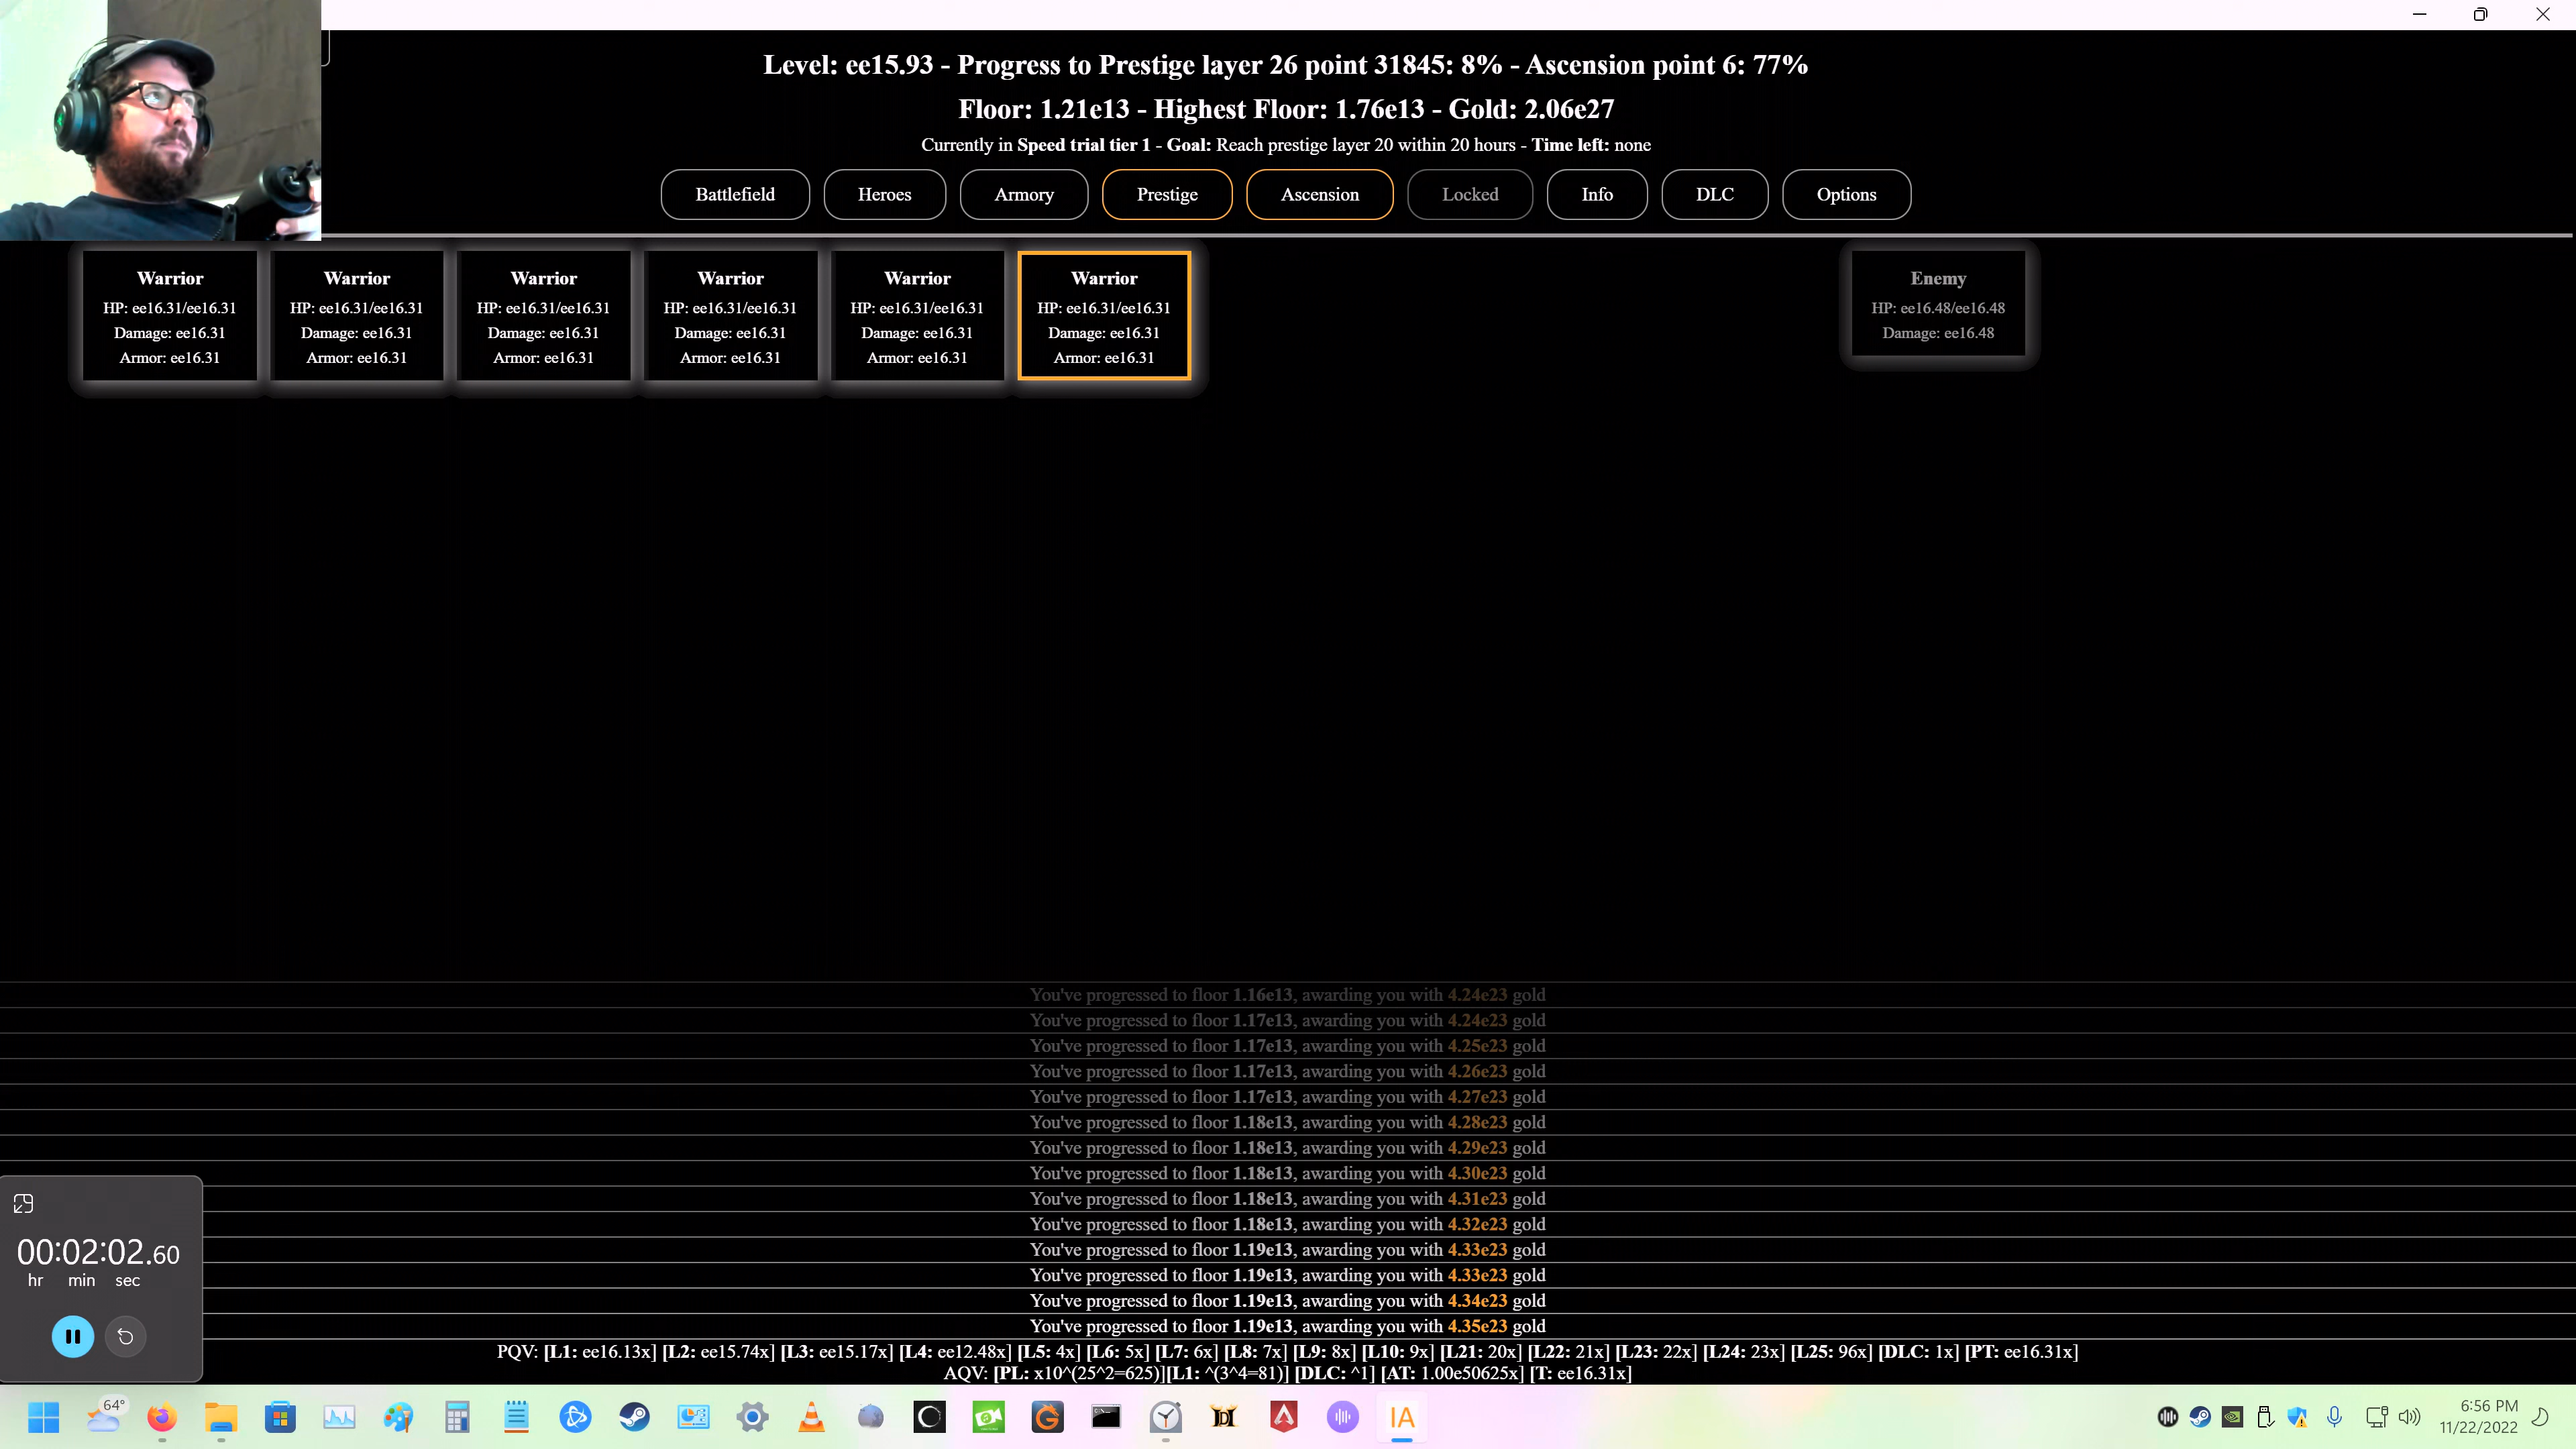 Level: ee15.93 - Progress to Prestige layer 26 point 31845: 8% - Ascension point 6: 77%
Floor: 1.21e13 - Highest Floor: 1.76e13 - Gold: 2.06e27
Currently in Speed trial tier 1 - Goal: Reach prestige layer 20 within 20 hours - Time left: none
Battlefield Heroes Armory Prestige Ascension Locked Info DLC Options
Warrior Warrior Warrior Warrior Warrior Warrior Enemy
HP: ee16.31/ee16.31 HP: ee16.31/ee16.31 HP: ee16.31/ee16.31 HP: ee16.31/ee16.31 HP: ee16.31/ee16.31 HP: ee16.31/ee16.31 HP: ee16.48/ee16.48
Damage: ee16.31 Damage: ee16.31 Damage: ee16.31 Damage: ee16.31 Damage: ee16.31 Damage: ee16.31 Damage: ee16.48
Armor: ee16.31 Armor: ee16.31 Armor: ee16.31 Armor: ee16.31 Armor: ee16.31 Armor: ee16.31
You've progressed to floor 1.16e13, awarding you with 4.24e23 gold
You've progressed to floor 1.17e13, awarding you with 4.24e23 gold
You've progressed to floor 1.17e13, awarding you with 4.25e23 gold
You've progressed to floor 1.17e13, awarding you with 4.26e23 gold
You've progressed to floor 1.17e13, awarding you with 4.27e23 gold
You've progressed to floor 1.18e13, awarding you with 4.28e23 gold
You've progressed to floor 1.18e13, awarding you with 4.29e23 gold
You've progressed to floor 1.18e13, awarding you with 4.30e23 gold
You've progressed to floor 1.18e13, awarding you with 4.31e23 gold
You've progressed to floor 1.18e13, awarding you with 4.32e23 gold
You've progressed to floor 1.19e13, awarding you with 4.33e23 gold
You've progressed to floor 1.19e13, awarding you with 4.33e23 gold
You've progressed to floor 1.19e13, awarding you with 4.34e23 gold
You've progressed to floor 1.19e13, awarding you with 4.35e23 gold
00:02:02.60
hr min sec
PQV: [L1: ee16.13x] [L2: ee15.74x] [L3: ee15.17x] [L4: ee12.48x] [L5: 4x] [L6: 5x] [L7: 6x] [L8: 7x] [L9: 8x] [L10: 9x] [L21: 20x] [L22: 21x] [L23: 22x] [L24: 23x] [L25: 96x] [DLC: 1x] [PT: ee16.31x]
AQV: [PL: x10^(25^2=625)][L1: ^(3^4=81)] [DLC: ^1] [AT: 1.00e50625x] [T: ee16.31x]
64°
IA
6:56 PM
11/22/2022